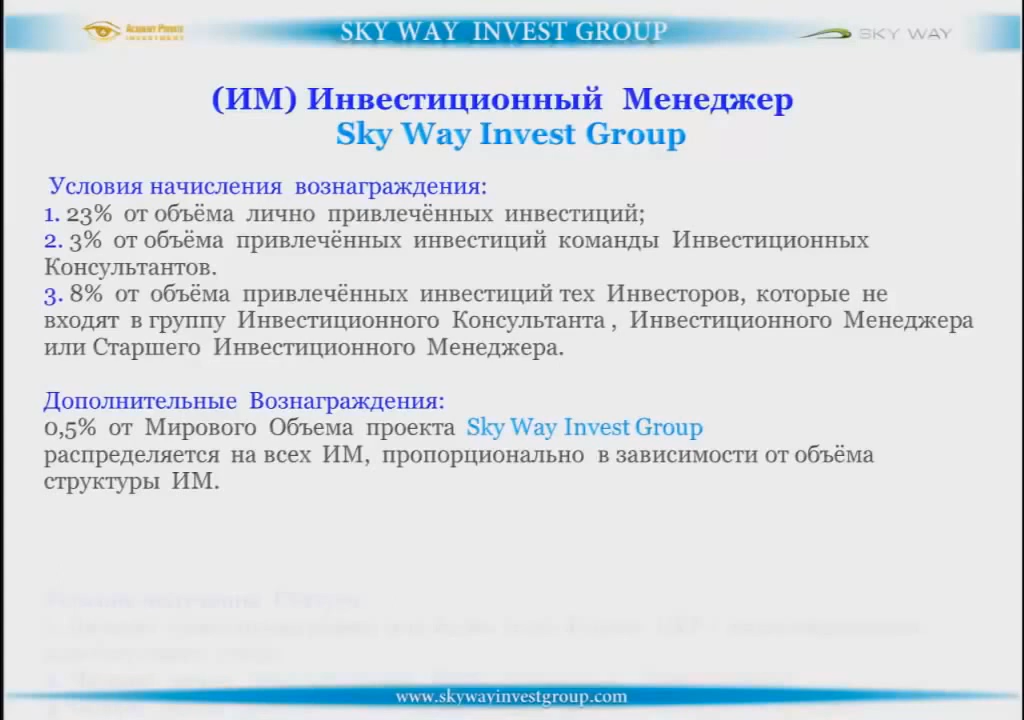 ACADEMY PRIVATE
INVESTMENT
SKY WAY INVEST GROUP
SKY WAY
(ИМ) Инвестиционный Менеджер
Sky Way Invest Group
Условия начисления вознаграждения:
1. 23% от объёма лично привлечённых инвестиций;
2. 3% от объёма привлечённых инвестиций команды Инвестиционных
Консультантов.
3. 8% от объёма привлечённых инвестиций тех Инвесторов, которые не
входят в группу Инвестиционного Консультанта , Инвестиционного Менеджера
или Старшего Инвестиционного Менеджера.
Дополнительные Вознаграждения:
0,5% от Мирового Объема проекта Sky Way Invest Group
распределяется на всех ИМ, пропорционально в зависимости от объёма
структуры ИМ.
www.skywayinvestgroup.com